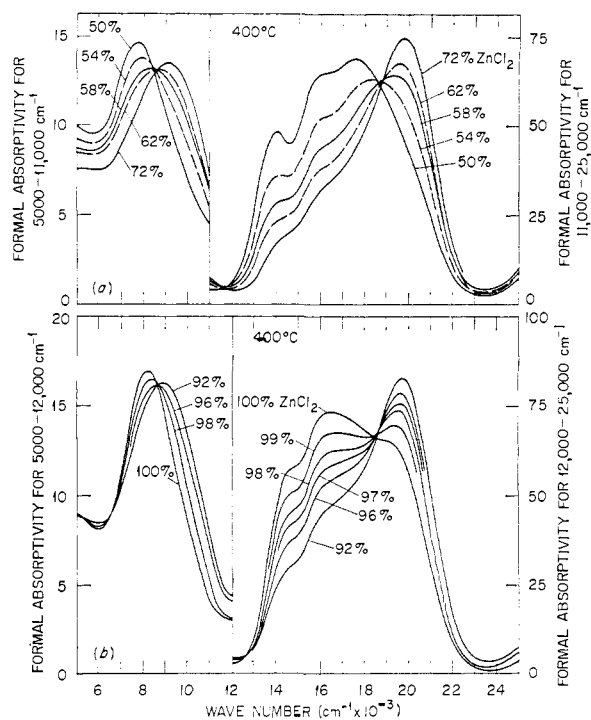 FORMAL ABSORPTIVITY FOR
5000–11,000 cm⁻¹
15
10
5
0
50%
54%
58%
62%
72%
(a)
400°C
72% ZnCl₂
62%
58%
54%
50%
75
50
25
0
FORMAL ABSORPTIVITY FOR
11,000–25,000 cm⁻¹
FORMAL ABSORPTIVITY FOR 5000–12,000 cm⁻¹
20
15
10
5
0
92%
96%
98%
100%
(b)
400°C
100% ZnCl₂
99%
98%
97%
96%
92%
100
75
50
25
0
FORMAL ABSORPTIVITY FOR 12,000–25,000 cm⁻¹
6 8 10 12 14 16 18 20 22 24
WAVE NUMBER (cm⁻¹x10⁻³)